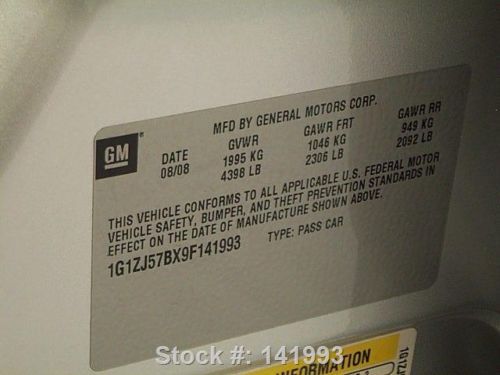 MFD BY GENERAL MOTORS CORP.
GM
DATE GVWR GAWR FRT GAWR RR
08/08 1995 KG 1046 KG 949 KG
4398 LB 2306 LB 2092 LB
THIS VEHICLE CONFORMS TO ALL APPLICABLE U.S. FEDERAL MOTOR
VEHICLE SAFETY, BUMPER, AND THEFT PREVENTION STANDARDS IN
EFFECT ON THE DATE OF MANUFACTURE SHOWN ABOVE.
1G1ZJ57BX9F141993 TYPE: PASS CAR
Stock #: 141993
INFORMATION
1G1ZJ